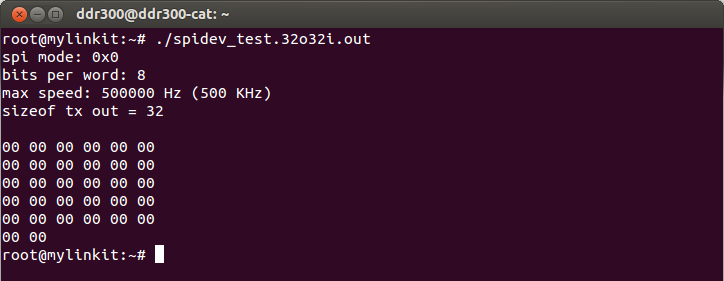 ddr300@ddr300-cat: ~
root@mylinkit:~# ./spidev_test.32o32i.out
spi mode: 0x0
bits per word: 8
max speed: 500000 Hz (500 KHz)
sizeof tx out = 32
00 00 00 00 00 00
00 00 00 00 00 00
00 00 00 00 00 00
00 00 00 00 00 00
00 00 00 00 00 00
00 00
root@mylinkit:~#